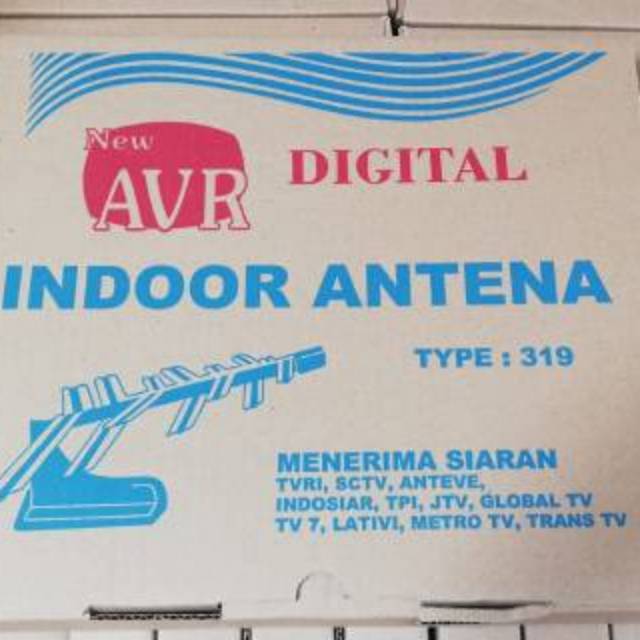 New
AVR
DIGITAL
INDOOR ANTENA
TYPE : 319
MENERIMA SIARAN
TVRI, SCTV, ANTEVE,
INDOSIAR, TPI, JTV, GLOBAL TV
TV 7, LATIVI, METRO TV, TRANS TV